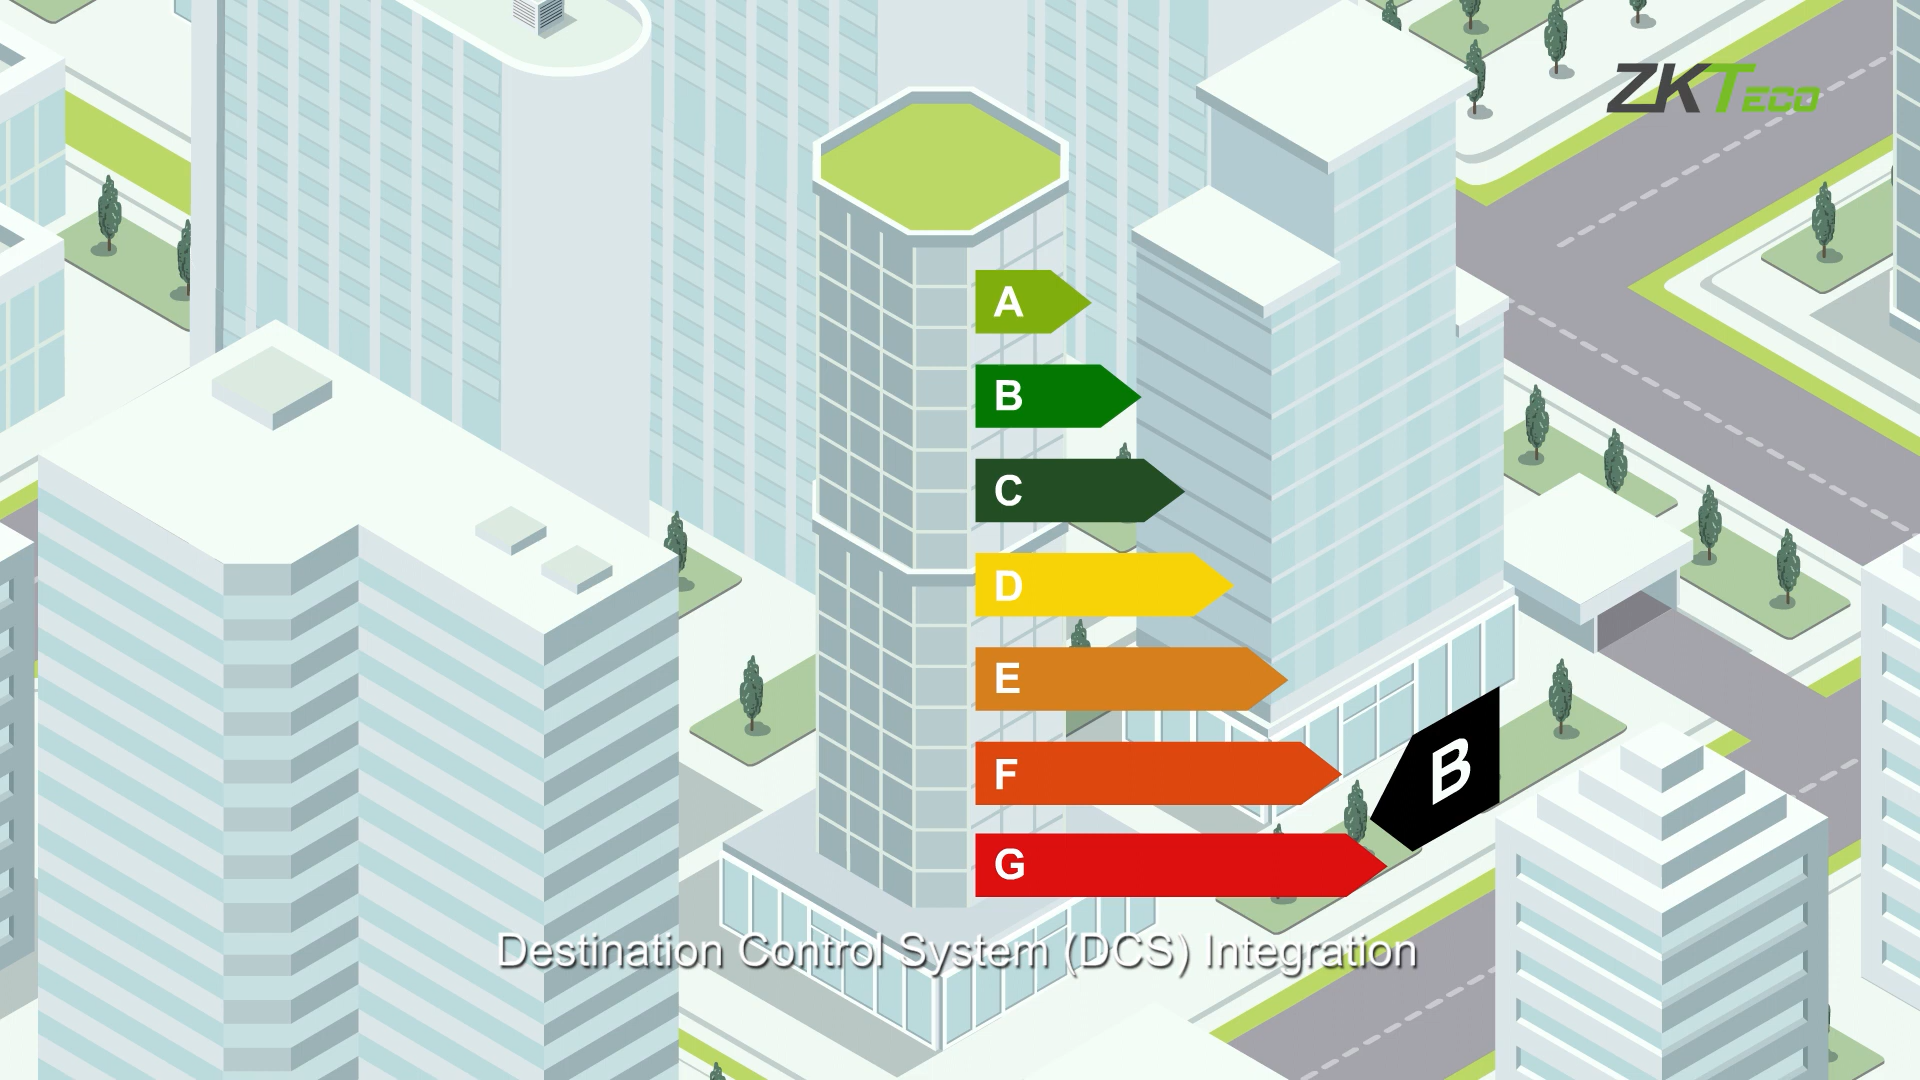 ZKTECO
A
B
C
D
E
F
B
G
Destination Control System (DCS) Integration